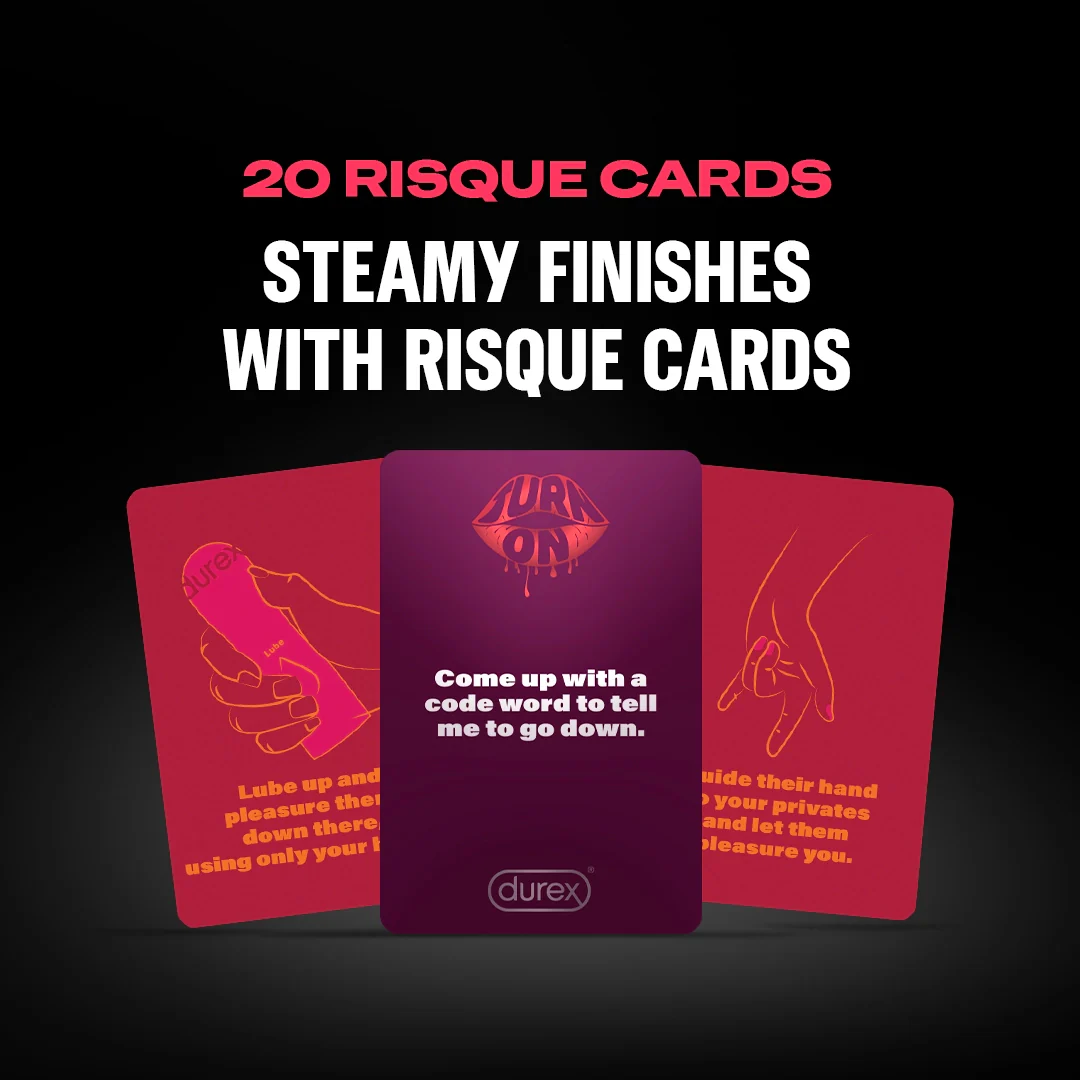 20 RISQUE CARDS
STEAMY FINISHES
WITH RISQUE CARDS
durex
Lube
Lube up and
pleasure
down there,
using only your
TURN
ON
Come up with a
code word to tell
me to go down.
durex®
their hand
your privates
and let them
you.